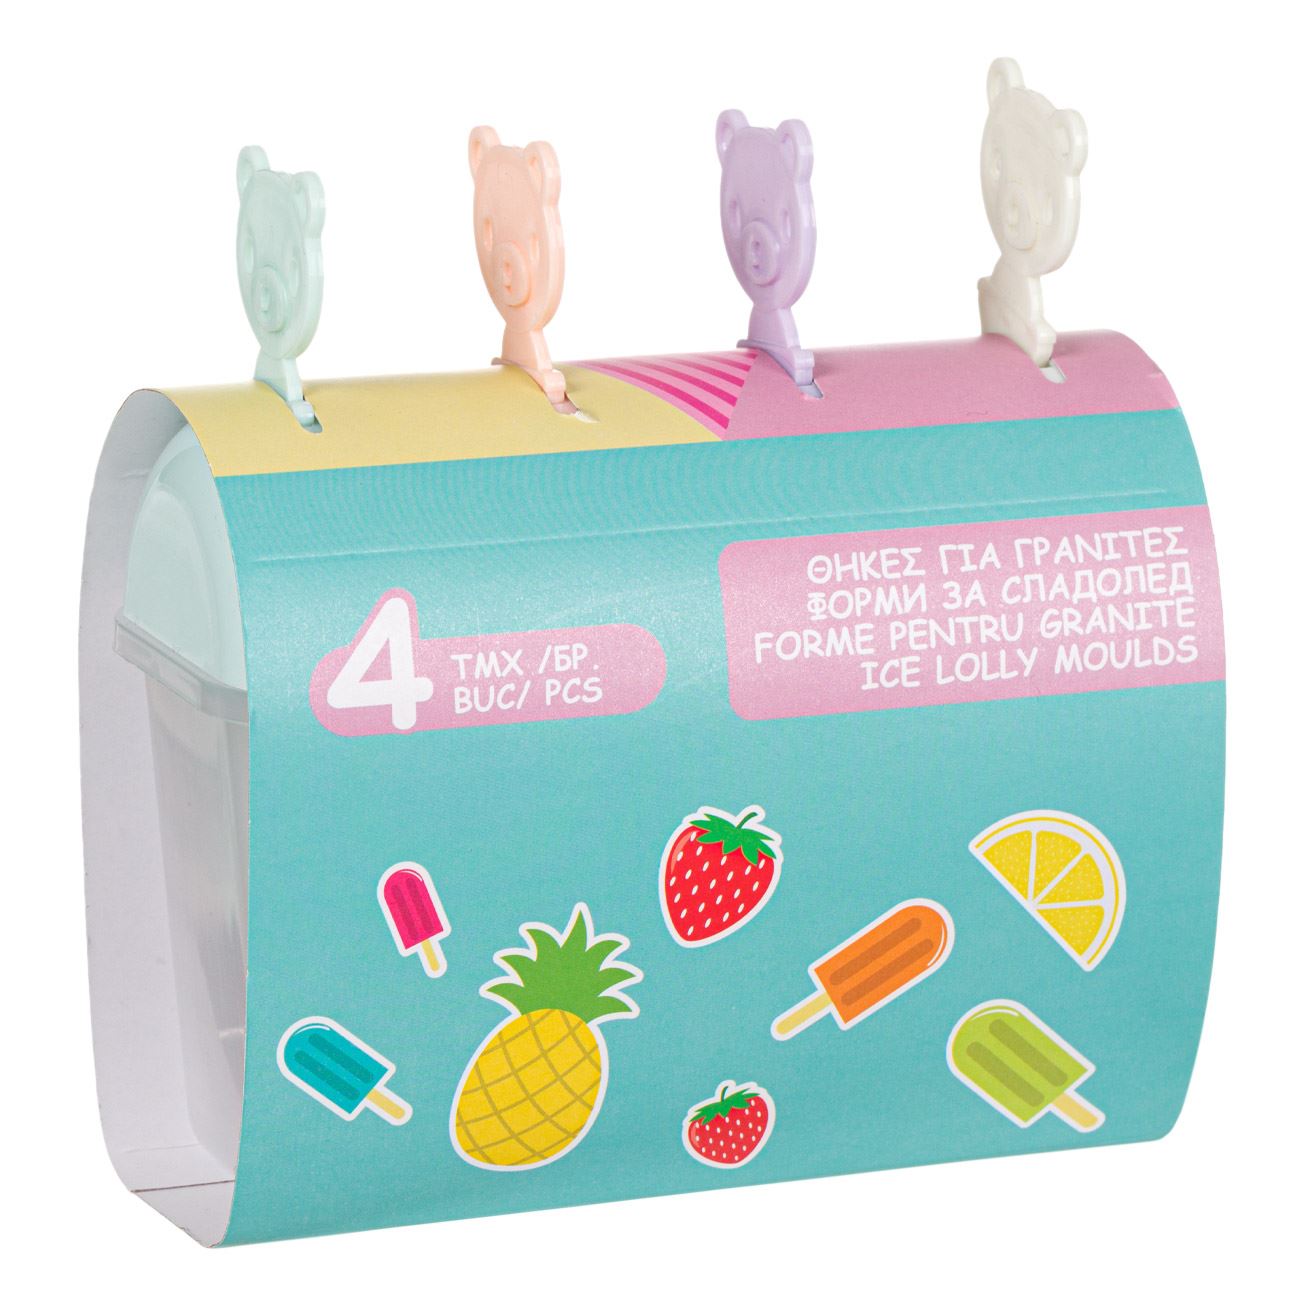 4
ΤΜΧ /БР.
BUC/ PCS
ΘΗΚΕΣ ΓΙΑ ΓΡΑΝΙΤΕΣ
ФОРМИ ЗА СЛАДОЛЕД
FORME PENTRU GRANITE
ICE LOLLY MOULDS